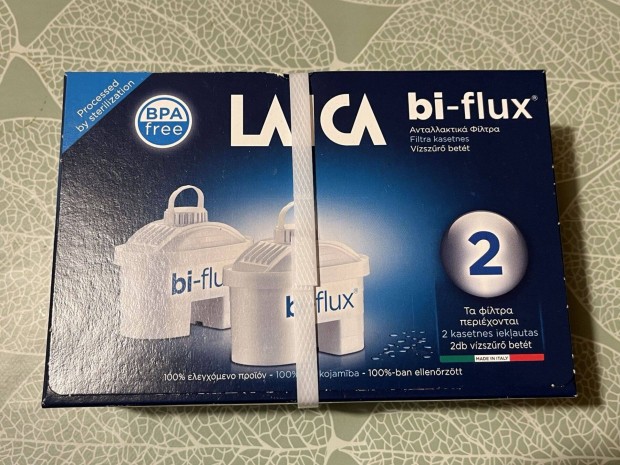 Processed
by sterilization
BPA
free
LA CA
bi-flux®
Ανταλλακτικά Φίλτρα
Filtra kasetnes
Vízszűrő betét
bi-flux
bi-flux®
2
Τα φίλτρα
περιέχονται
2 kasetnes iekļautas
2db vízszűrő betét
MADE IN ITALY
100% ελεγχόμενο προϊόν - 100% kojamība - 100%-ban ellenőrzött